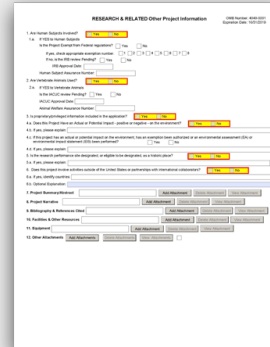 RESEARCH & RELATED Other Project Information
OMB Number: 4040-0001
Expiration Date: 10/31/2019
1. Are Human Subjects Involved? Yes No
1.a. If YES to Human Subjects
Is the Project Exempt from Federal regulations? Yes No
If yes, check appropriate exemption number. 1 2 3 4 5 6 7 8
If no, is the IRB review Pending? Yes No
IRB Approval Date:
Human Subject Assurance Number:
2. Are Vertebrate Animals Used? Yes No
2.a. If YES to Vertebrate Animals
Is the IACUC review Pending? Yes No
IACUC Approval Date:
Animal Welfare Assurance Number:
3. Is proprietary/privileged information included in the application? Yes No
4.a. Does this Project Have an Actual or Potential Impact - positive or negative - on the environment? Yes No
4.b. If yes, please explain:
4.c. If this project has an actual or potential impact on the environment, has an exemption been authorized or an environmental assessment (EA) or
environmental impact statement (EIS) been performed? Yes No
4.d. If yes, please explain:
5. Is the research performance site designated, or eligible to be designated, as a historic place? Yes No
5.a. If yes, please explain:
6. Does this project involve activities outside of the United States or partnerships with international collaborators? Yes No
6.a. If yes, identify countries:
6.b. Optional Explanation:
7. Project Summary/Abstract Add Attachment Delete Attachment View Attachment
8. Project Narrative Add Attachment Delete Attachment View Attachment
9. Bibliography & References Cited Add Attachment Delete Attachment View Attachment
10. Facilities & Other Resources Add Attachment Delete Attachment View Attachment
11. Equipment Add Attachment Delete Attachment View Attachment
12. Other Attachments Add Attachments Delete Attachments View Attachments